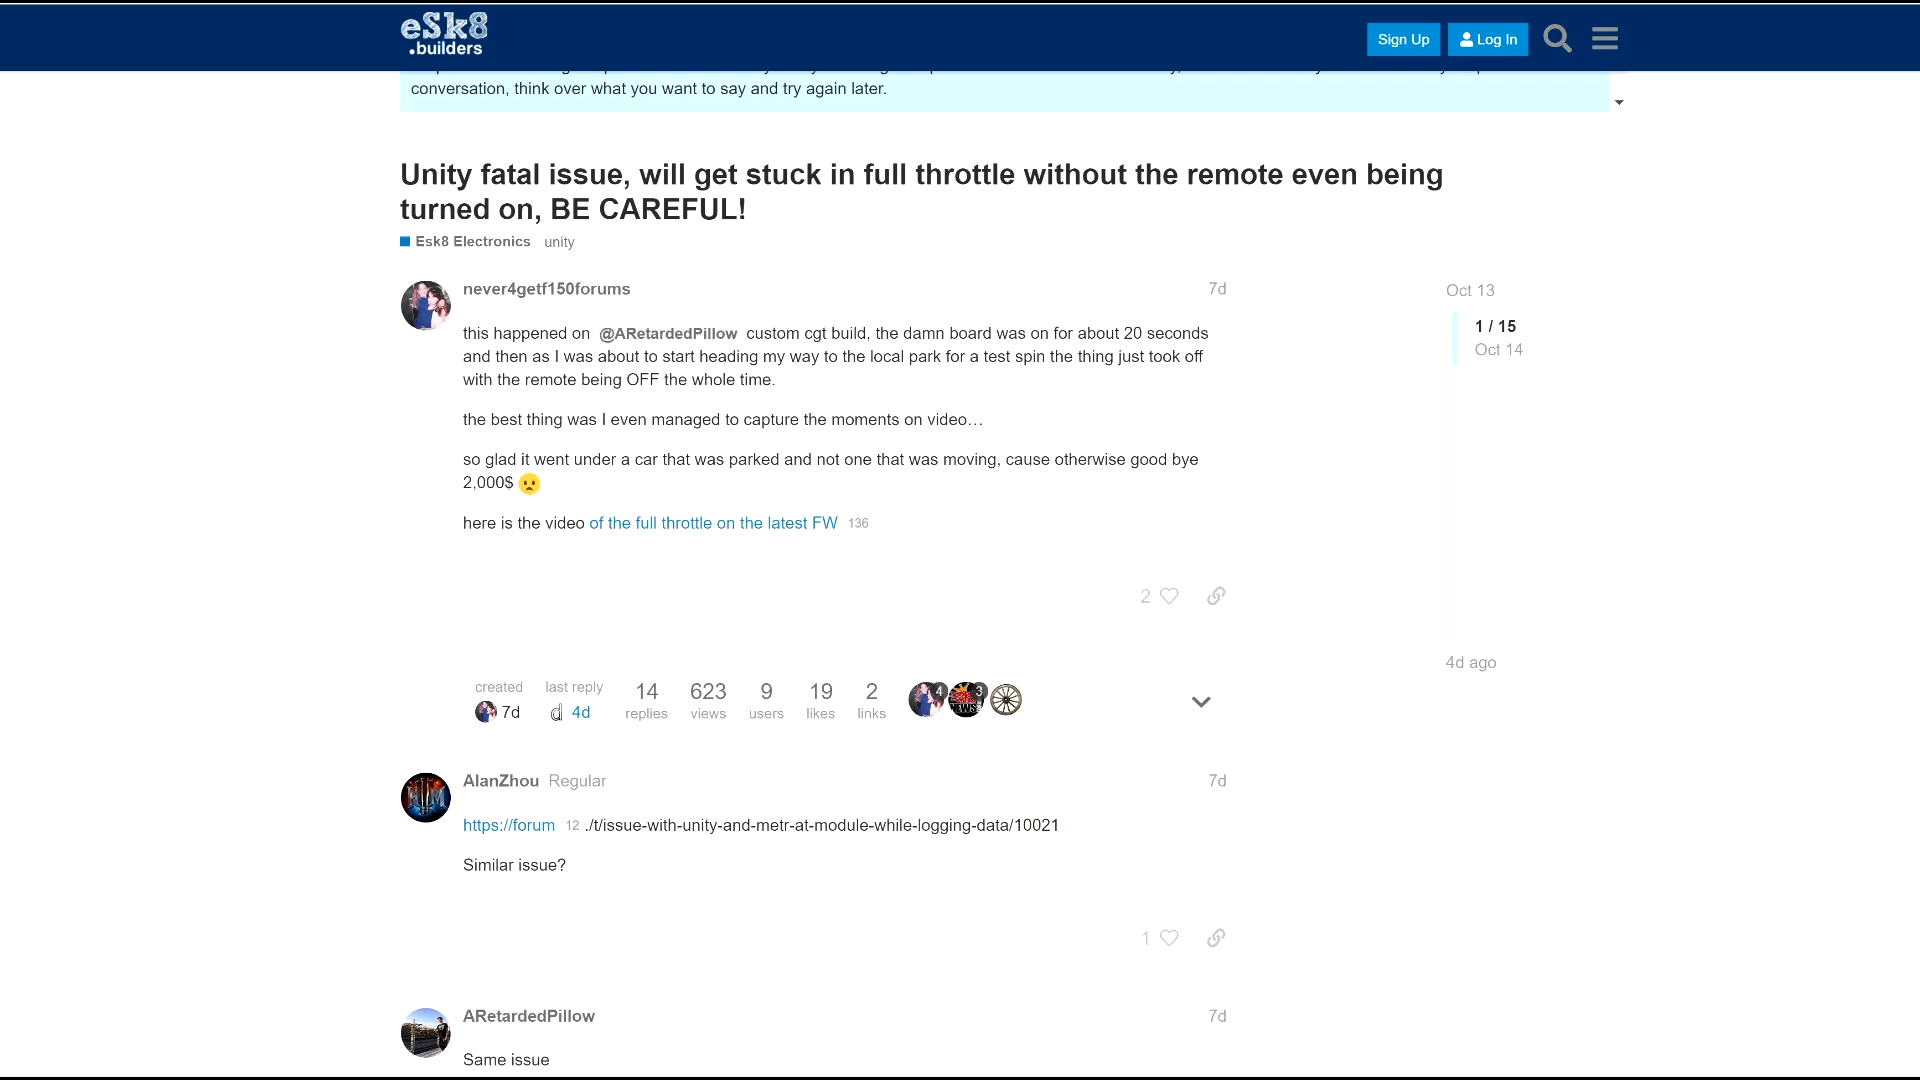 eSk8
.builders
Sign Up
Log In
conversation, think over what you want to say and try again later.
Unity fatal issue, will get stuck in full throttle without the remote even being
turned on, BE CAREFUL!
Esk8 Electronics unity
never4getf150forums 7d
this happened on @ARetardedPillow custom cgt build, the damn board was on for about 20 seconds
and then as I was about to start heading my way to the local park for a test spin the thing just took off
with the remote being OFF the whole time.
the best thing was I even managed to capture the moments on video…
so glad it went under a car that was parked and not one that was moving, cause otherwise good bye
2,000$
here is the video of the full throttle on the latest FW 136
2
Oct 13
1 / 15
Oct 14
4d ago
created last reply 14 623 9 19 2 4 3
7d 4d replies views users likes links
AlanZhou Regular 7d
https://forum 12 ./t/issue-with-unity-and-metr-at-module-while-logging-data/10021
Similar issue?
1
ARetardedPillow 7d
Same issue